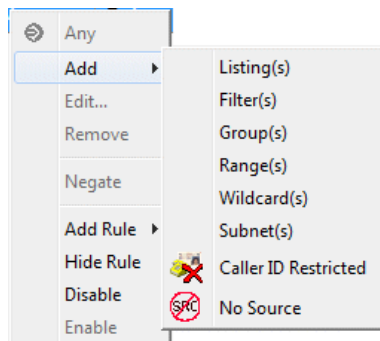 Any
Add
Edit...
Remove
Negate
Add Rule
Hide Rule
Disable
Enable
Listing(s)
Filter(s)
Group(s)
Range(s)
Wildcard(s)
Subnet(s)
Caller ID Restricted
SRC No Source